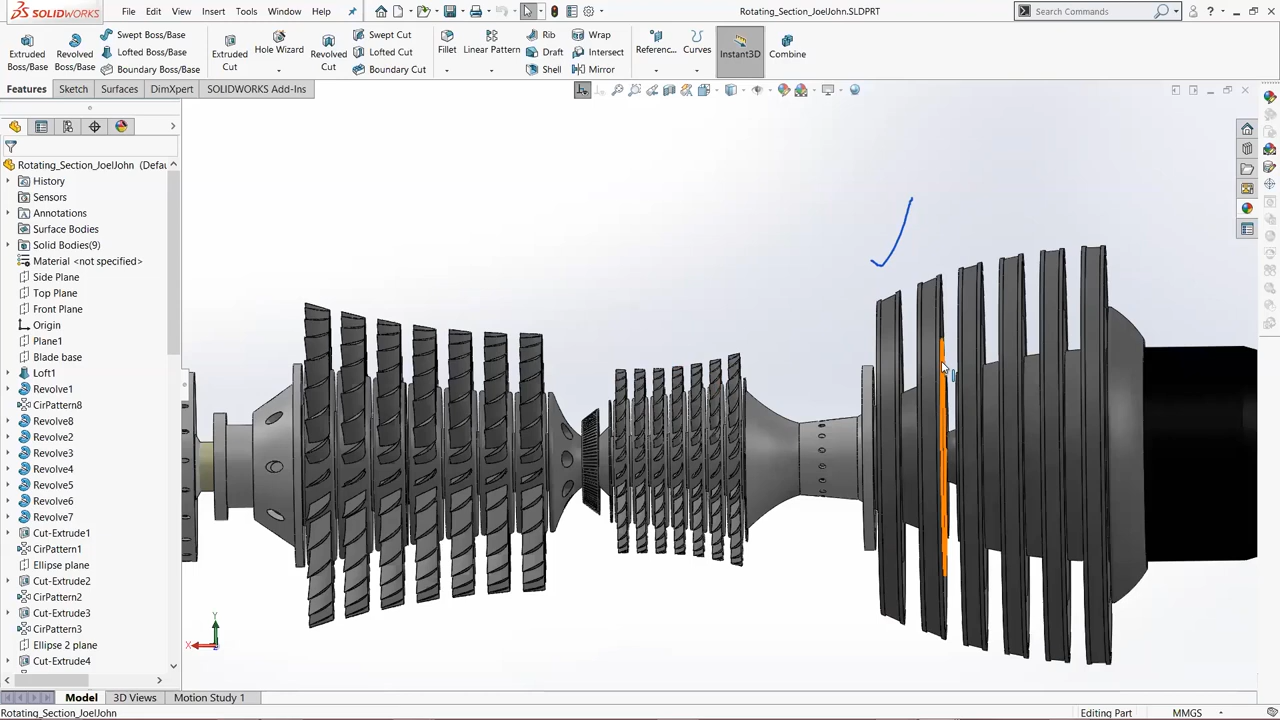 SOLIDWORKS File Edit View Insert Tools Window Help Rotating_Section_JoelJohn.SLDPRT Search Commands
Extruded Boss/Base
Revolved Boss/Base
Swept Boss/Base
Lofted Boss/Base
Boundary Boss/Base
Extruded Cut
Hole Wizard
Revolved Cut
Swept Cut
Lofted Cut
Boundary Cut
Fillet
Linear Pattern
Rib
Draft
Shell
Wrap
Intersect
Mirror
Referenc...
Curves
Instant3D
Combine
Features Sketch Surfaces DimXpert SOLIDWORKS Add-Ins
Rotating_Section_JoelJohn (Defau
History
Sensors
Annotations
Surface Bodies
Solid Bodies(9)
Material <not specified>
Side Plane
Top Plane
Front Plane
Origin
Plane1
Blade base
Loft1
Revolve1
CirPattern8
Revolve8
Revolve2
Revolve3
Revolve4
Revolve5
Revolve6
Revolve7
Cut-Extrude1
CirPattern1
Ellipse plane
Cut-Extrude2
CirPattern2
Cut-Extrude3
CirPattern3
Ellipse 2 plane
Cut-Extrude4
Y
X
Model 3D Views Motion Study 1
Rotating_Section_JoelJohn Editing Part MMGS